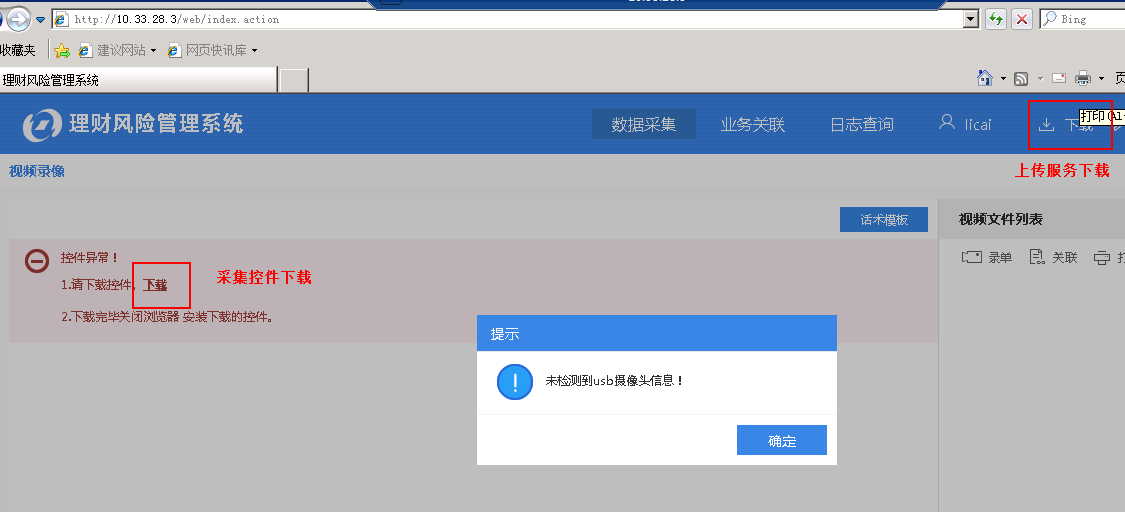 http://10.33.28.3/web/index.action
Bing
收藏夹
建议网站
网页快讯库
理财风险管理系统
理财风险管理系统
数据采集
业务关联
日志查询
licai
下载
打印(Al
视频录像
上传服务下载
话术模板
视频文件列表
控件异常！
录单
关联
1.请下载控件，下载
采集控件下载
2.下载完毕关闭浏览器 安装下载的控件。
提示
未检测到usb摄像头信息！
确定